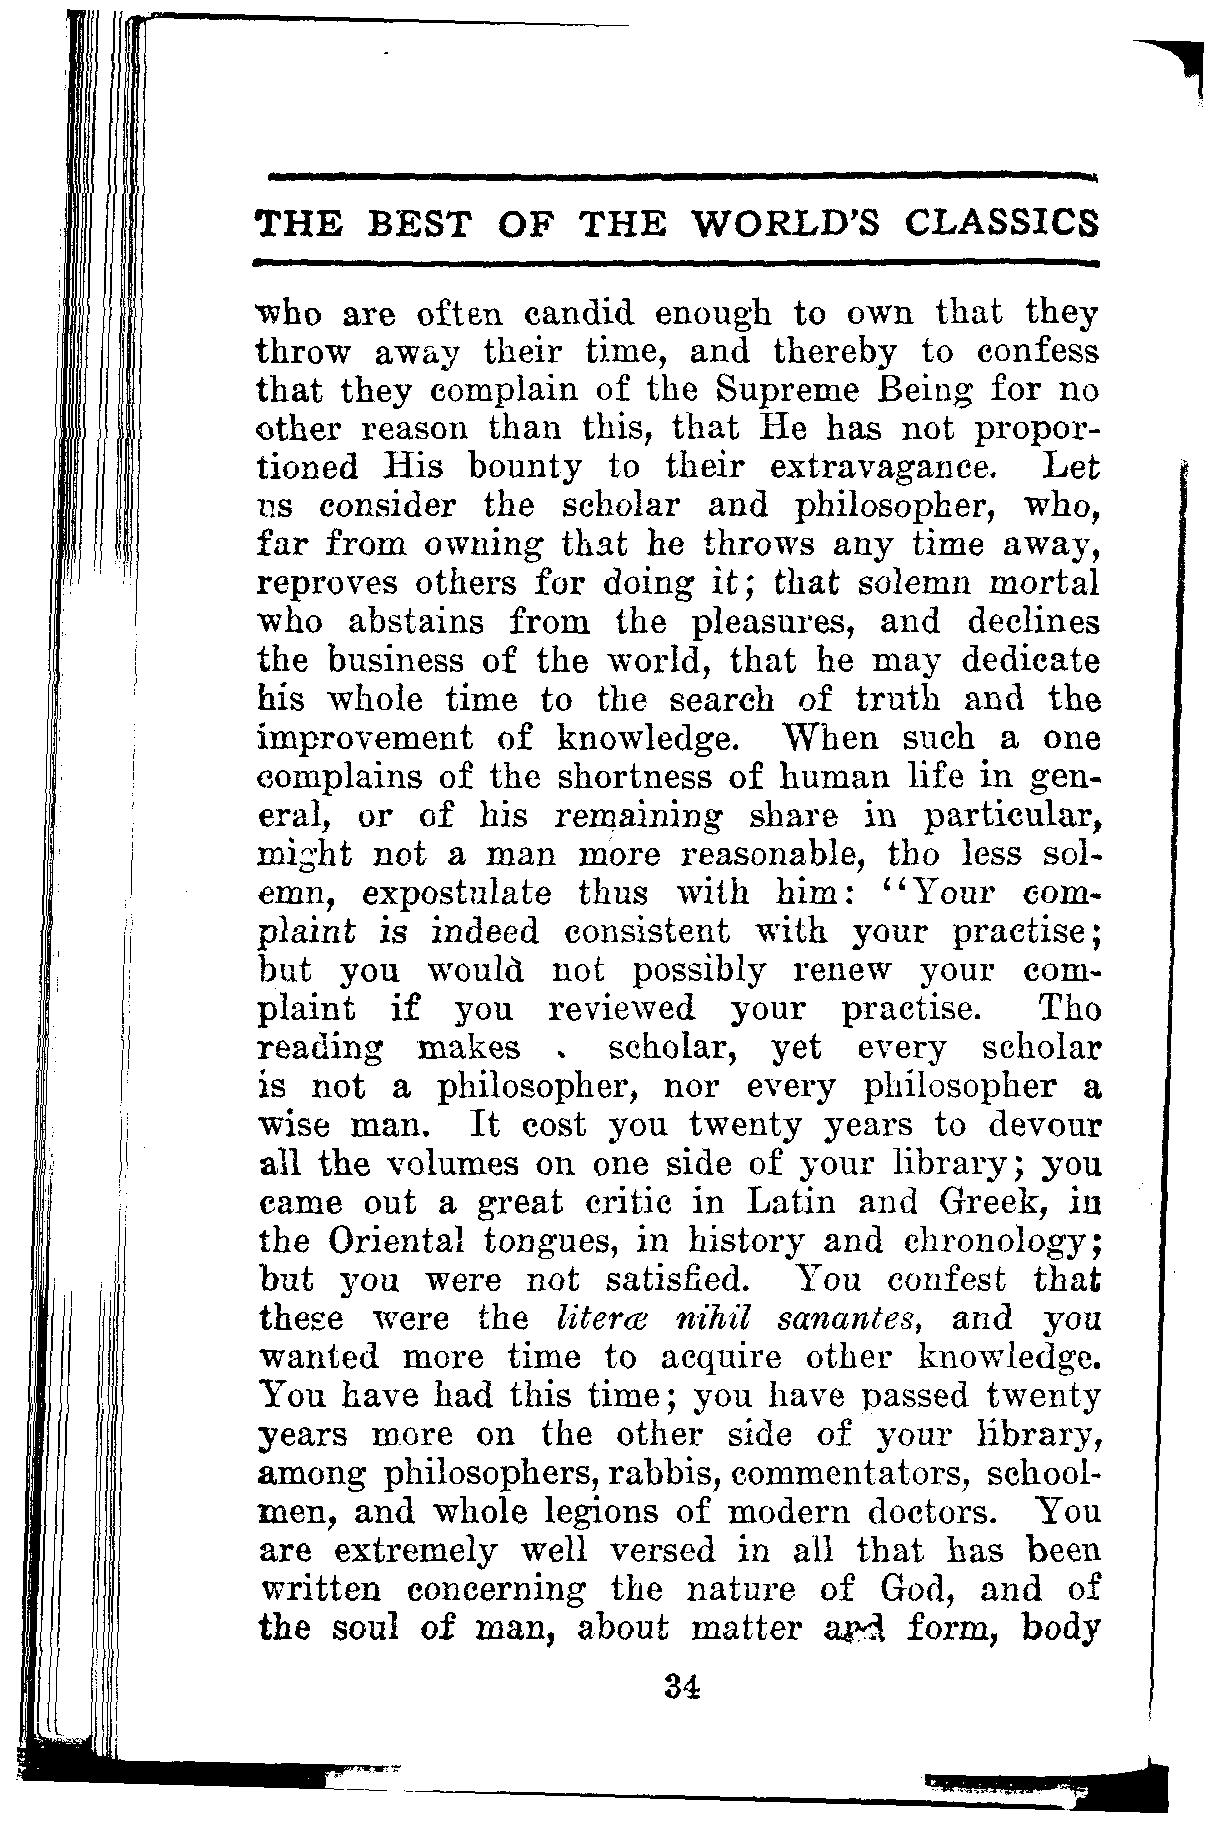 THE BEST OF THE WORLD'S CLASSICS
who are often candid enough to own that they
throw away their time, and thereby to confess
that they complain of the Supreme Being for no
other reason than this, that He has not propor-
tioned His bounty to their extravagance. Let
us consider the scholar and philosopher, who,
far from owning that he throws any time away,
reproves others for doing it; that solemn mortal
who abstains from the pleasures, and declines
the business of the world, that he may dedicate
his whole time to the search of truth and the
improvement of knowledge. When such a one
complains of the shortness of human life in gen-
eral, or of his remaining share in particular,
might not a man more reasonable, tho less sol-
emn, expostulate thus with him: "Your com-
plaint is indeed consistent with your practise;
but you would not possibly renew your com-
plaint if you reviewed your practise. Tho
reading makes scholar, yet every scholar
is not a philosopher, nor every philosopher a
wise man. It cost you twenty years to devour
all the volumes on one side of your library; you
came out a great critic in Latin and Greek, in
the Oriental tongues, in history and chronology;
but you were not satisfied. You confest that
these were the literæ nihil sanantes, and you
wanted more time to acquire other knowledge.
You have had this time; you have passed twenty
years more on the other side of your library,
among philosophers, rabbis, commentators, school-
men, and whole legions of modern doctors. You
are extremely well versed in all that has been
written concerning the nature of God, and of
the soul of man, about matter and form, body
34